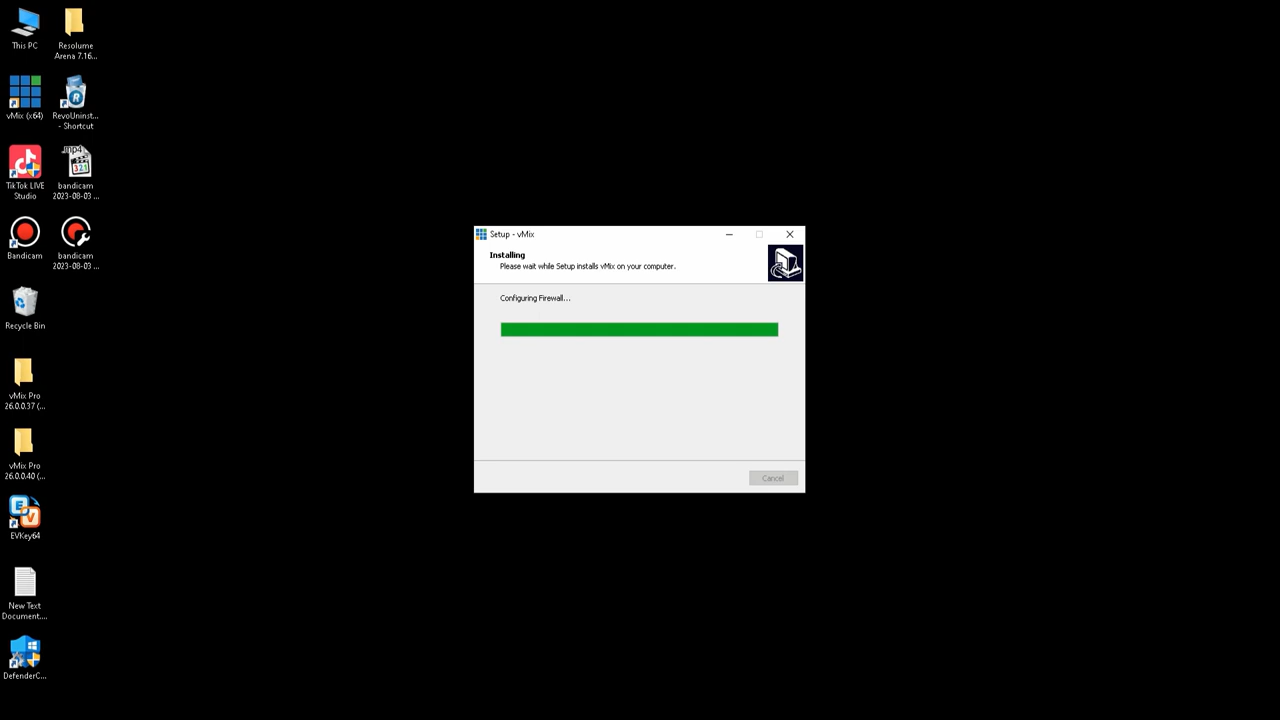 This PC
Resolume
Arena 7.16...
vMix (x64)
RevoUninst...
- Shortcut
TikTok LIVE
Studio
.mp4
321
bandicam
2023-08-03 ...
Bandicam
bandicam
2023-08-03 ...
Recycle Bin
vMix Pro
26.0.0.37 (...
vMix Pro
26.0.0.40 (...
EVKey64
New Text
Document....
DefenderC...
Setup - vMix
Installing
Please wait while Setup installs vMix on your computer.
Configuring Firewall...
Cancel